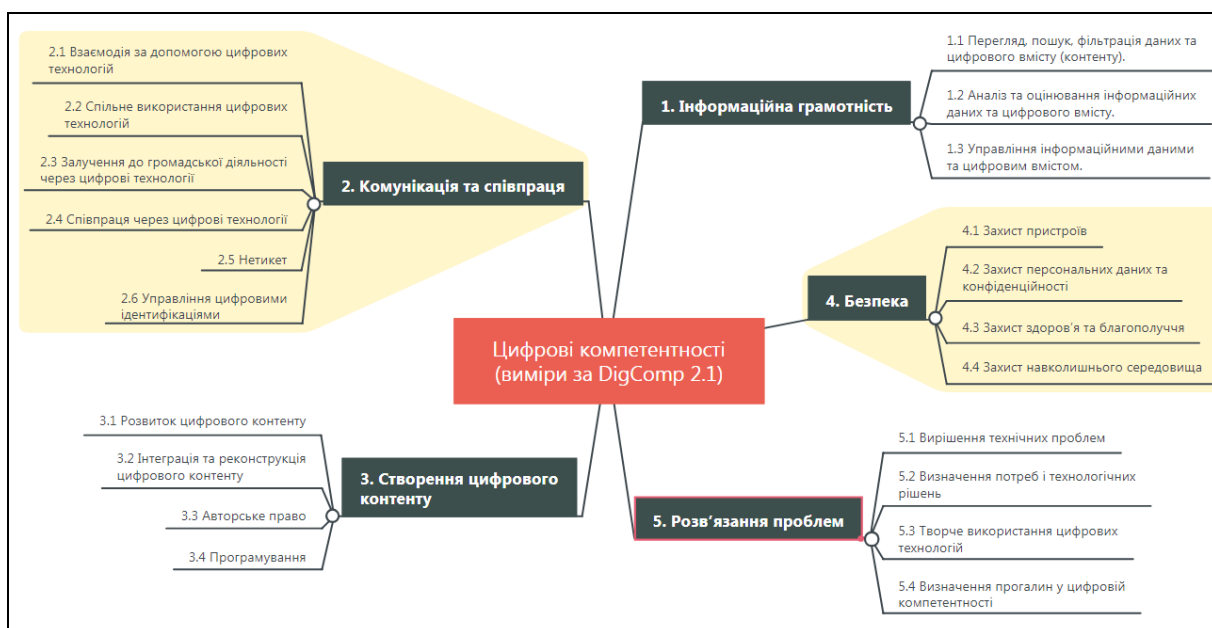 Цифрові компетентності
(виміри за DigComp 2.1)
1. Інформаційна грамотність
1.1 Перегляд, пошук, фільтрація даних та
цифрового вмісту (контенту).
1.2 Аналіз та оцінювання інформаційних
даних та цифрового вмісту.
1.3 Управління інформаційними даними
та цифровим вмістом.
2. Комунікація та співпраця
2.1 Взаємодія за допомогою цифрових
технологій
2.2 Спільне використання цифрових
технологій
2.3 Залучення до громадської діяльності
через цифрові технології
2.4 Співпраця через цифрові технології
2.5 Нетикет
2.6 Управління цифровими
ідентифікаціями
3. Створення цифрового
контенту
3.1 Розвиток цифрового контенту
3.2 Інтеграція та реконструкція
цифрового контенту
3.3 Авторське право
3.4 Програмування
4. Безпека
4.1 Захист пристроїв
4.2 Захист персональних даних та
конфіденційності
4.3 Захист здоров'я та благополуччя
4.4 Захист навколишнього середовища
5. Розв'язання проблем
5.1 Вирішення технічних проблем
5.2 Визначення потреб і технологічних
рішень
5.3 Творче використання цифрових
технологій
5.4 Визначення прогалин у цифровій
компетентності